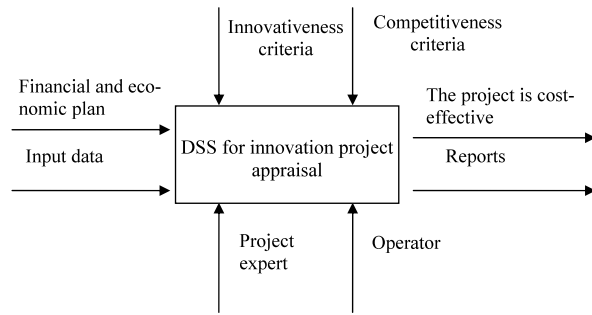 Innovativeness
criteria
Competitiveness
criteria
Financial and eco-
nomic plan
Input data
DSS for innovation project
appraisal
The project is cost-
effective
Reports
Project
expert
Operator